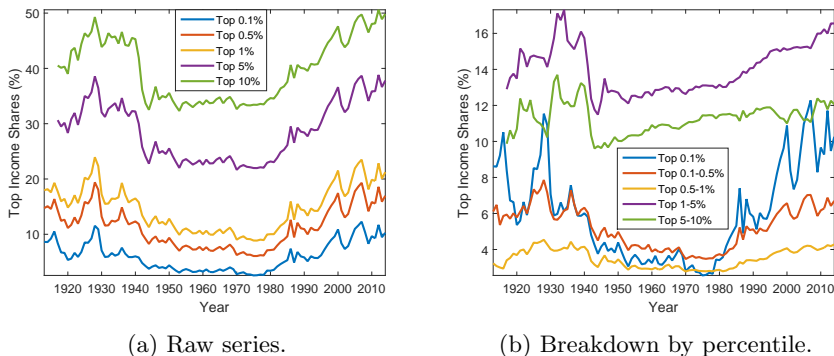 50
40
30
20
10
Top Income Shares (%)
Top 0.1%
Top 0.5%
Top 1%
Top 5%
Top 10%
1920 1930 1940 1950 1960 1970 1980 1990 2000 2010
Year
(a) Raw series.
16
14
12
10
8
6
4
Top Income Shares (%)
Top 0.1%
Top 0.1-0.5%
Top 0.5-1%
Top 1-5%
Top 5-10%
1920 1930 1940 1950 1960 1970 1980 1990 2000 2010
Year
(b) Breakdown by percentile.